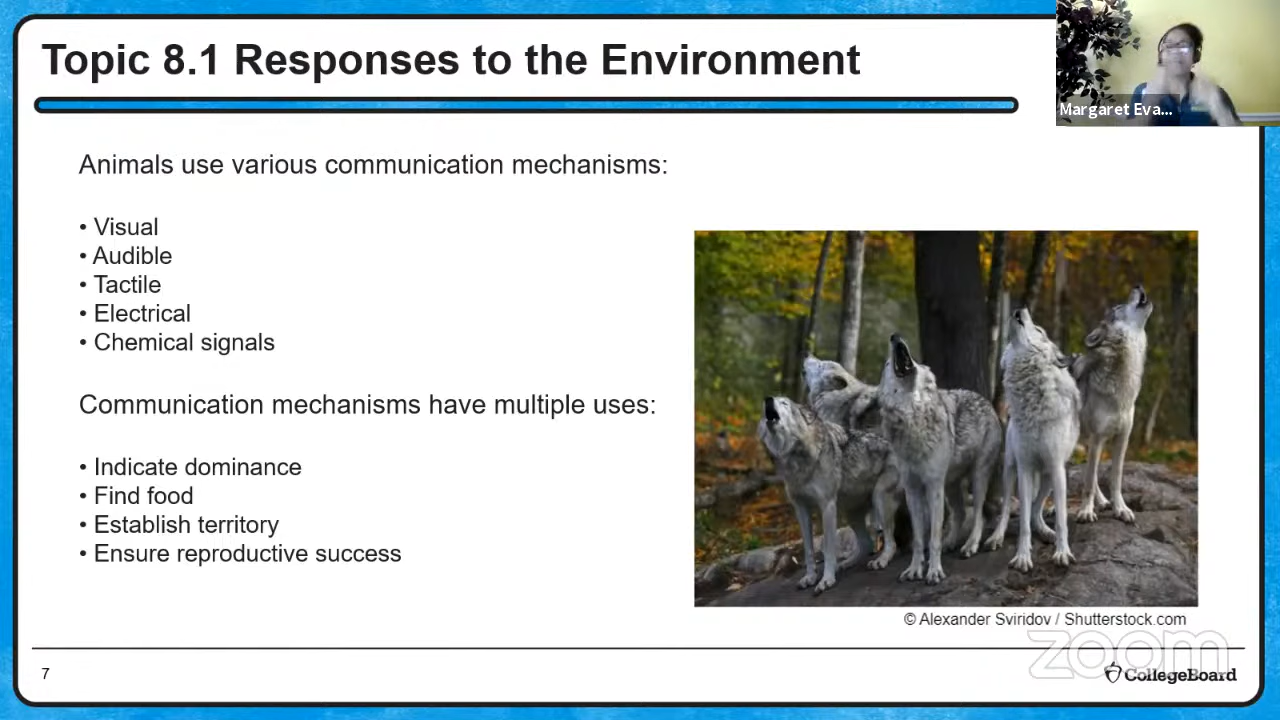 Topic 8.1 Responses to the Environment
Margaret Eva...
Animals use various communication mechanisms:
• Visual
• Audible
• Tactile
• Electrical
• Chemical signals
Communication mechanisms have multiple uses:
• Indicate dominance
• Find food
• Establish territory
• Ensure reproductive success
© Alexander Sviridov / Shutterstock.com
zoom
7
CollegeBoard